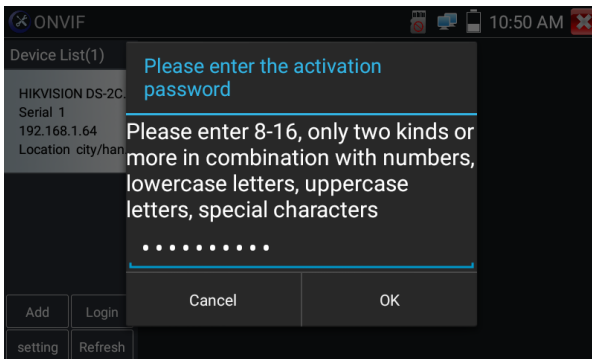 ONVIF
10:50 AM
Device List(1)
HIKVISION DS-2C.
Serial 1
192.168.1.64
Location city/han
Please enter the activation
password
Please enter 8-16, only two kinds or
more in combination with numbers,
lowercase letters, uppercase
letters, special characters
• • • • • • • • • •
Cancel
OK
Add
Login
setting
Refresh